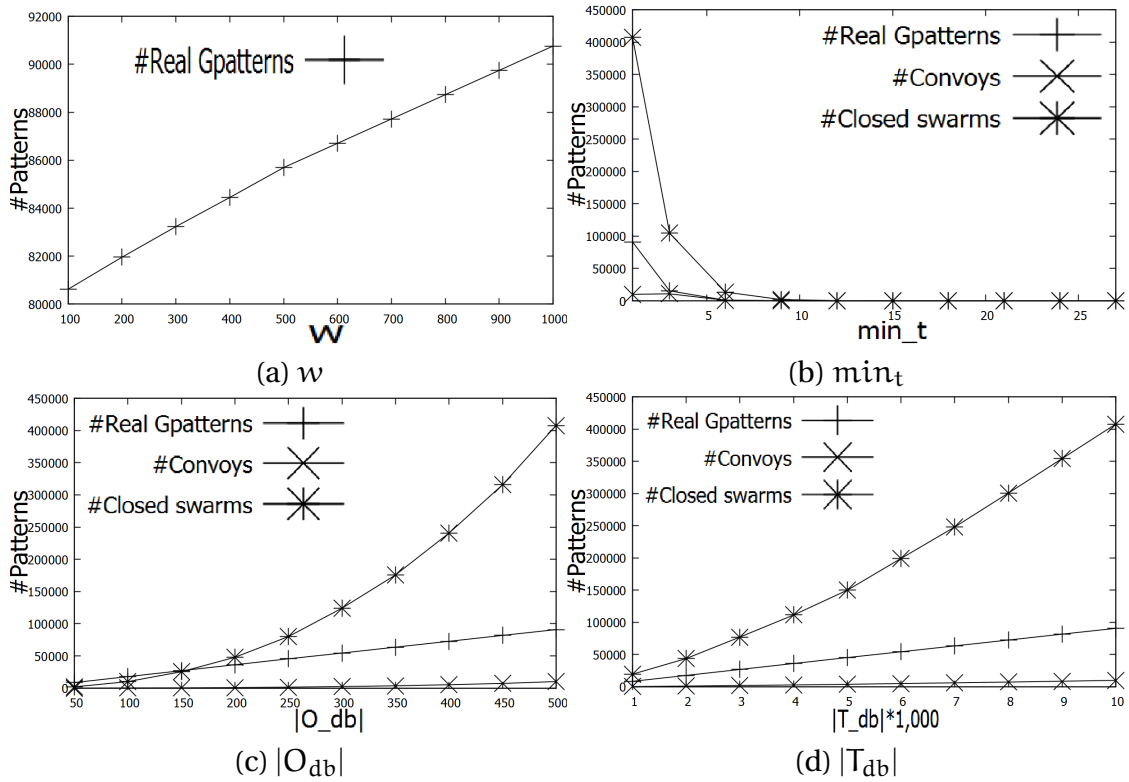 92000
90000
88000
86000
84000
82000
80000
#Patterns
#Real Gpatterns
100 200 300 400 500 600 700 800 900 1000
w
(a) w
450000
400000
350000
300000
250000
200000
150000
100000
50000
0
#Patterns
#Real Gpatterns
#Convoys
#Closed swarms
5 10 15 20 25
min_t
(b) min_t
450000
400000
350000
300000
250000
200000
150000
100000
50000
0
#Patterns
#Real Gpatterns
#Convoys
#Closed swarms
50 100 150 200 250 300 350 400 450 500
|O_db|
(c) |O_db|
450000
400000
350000
300000
250000
200000
150000
100000
50000
0
#Patterns
#Real Gpatterns
#Convoys
#Closed swarms
1 2 3 4 5 6 7 8 9 10
|T_db|*1,000
(d) |T_db|